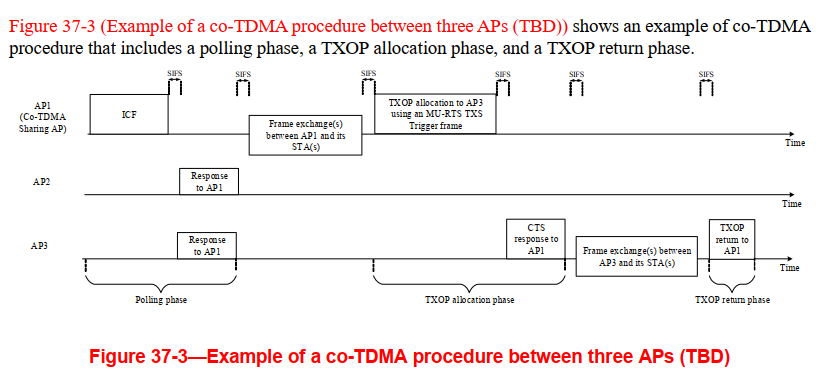 Figure 37-3 (Example of a co-TDMA procedure between three APs (TBD)) shows an example of co-TDMA
procedure that includes a polling phase, a TXOP allocation phase, and a TXOP return phase.
SIFS SIFS SIFS SIFS SIFS SIFS
AP1
(Co-TDMA
Sharing AP)
ICF
Frame exchange(s)
between AP1 and its
STA(s)
TXOP allocation to AP3
using an MU-RTS TXS
Trigger frame
Time
AP2
Response
to AP1
Time
AP3
Response
to AP1
CTS
response to
AP1
Frame exchange(s) between
AP3 and its STA(s)
TXOP
return to
AP1
Time
Polling phase
TXOP allocation phase
TXOP return phase
Figure 37-3—Example of a co-TDMA procedure between three APs (TBD)